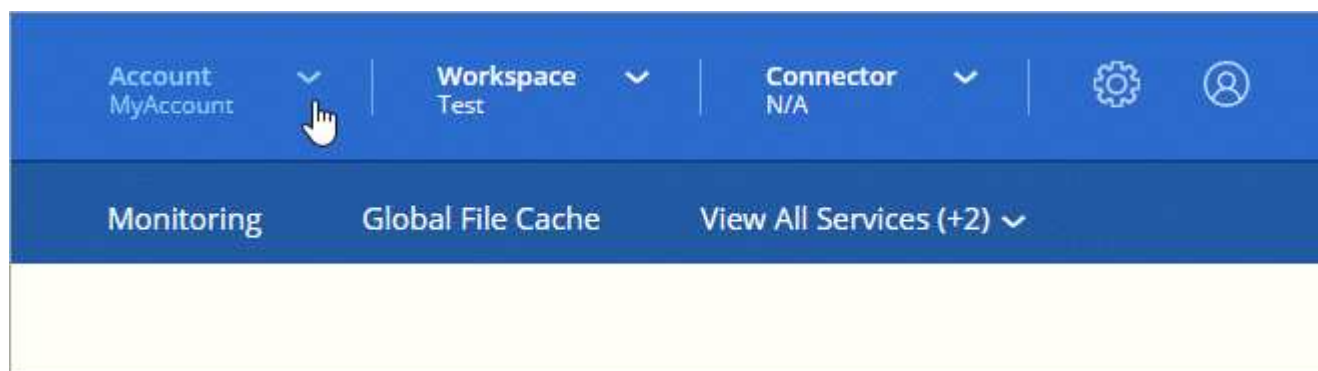 Account
MyAccount
Workspace
Test
Connector
N/A
Monitoring
Global File Cache
View All Services (+2)